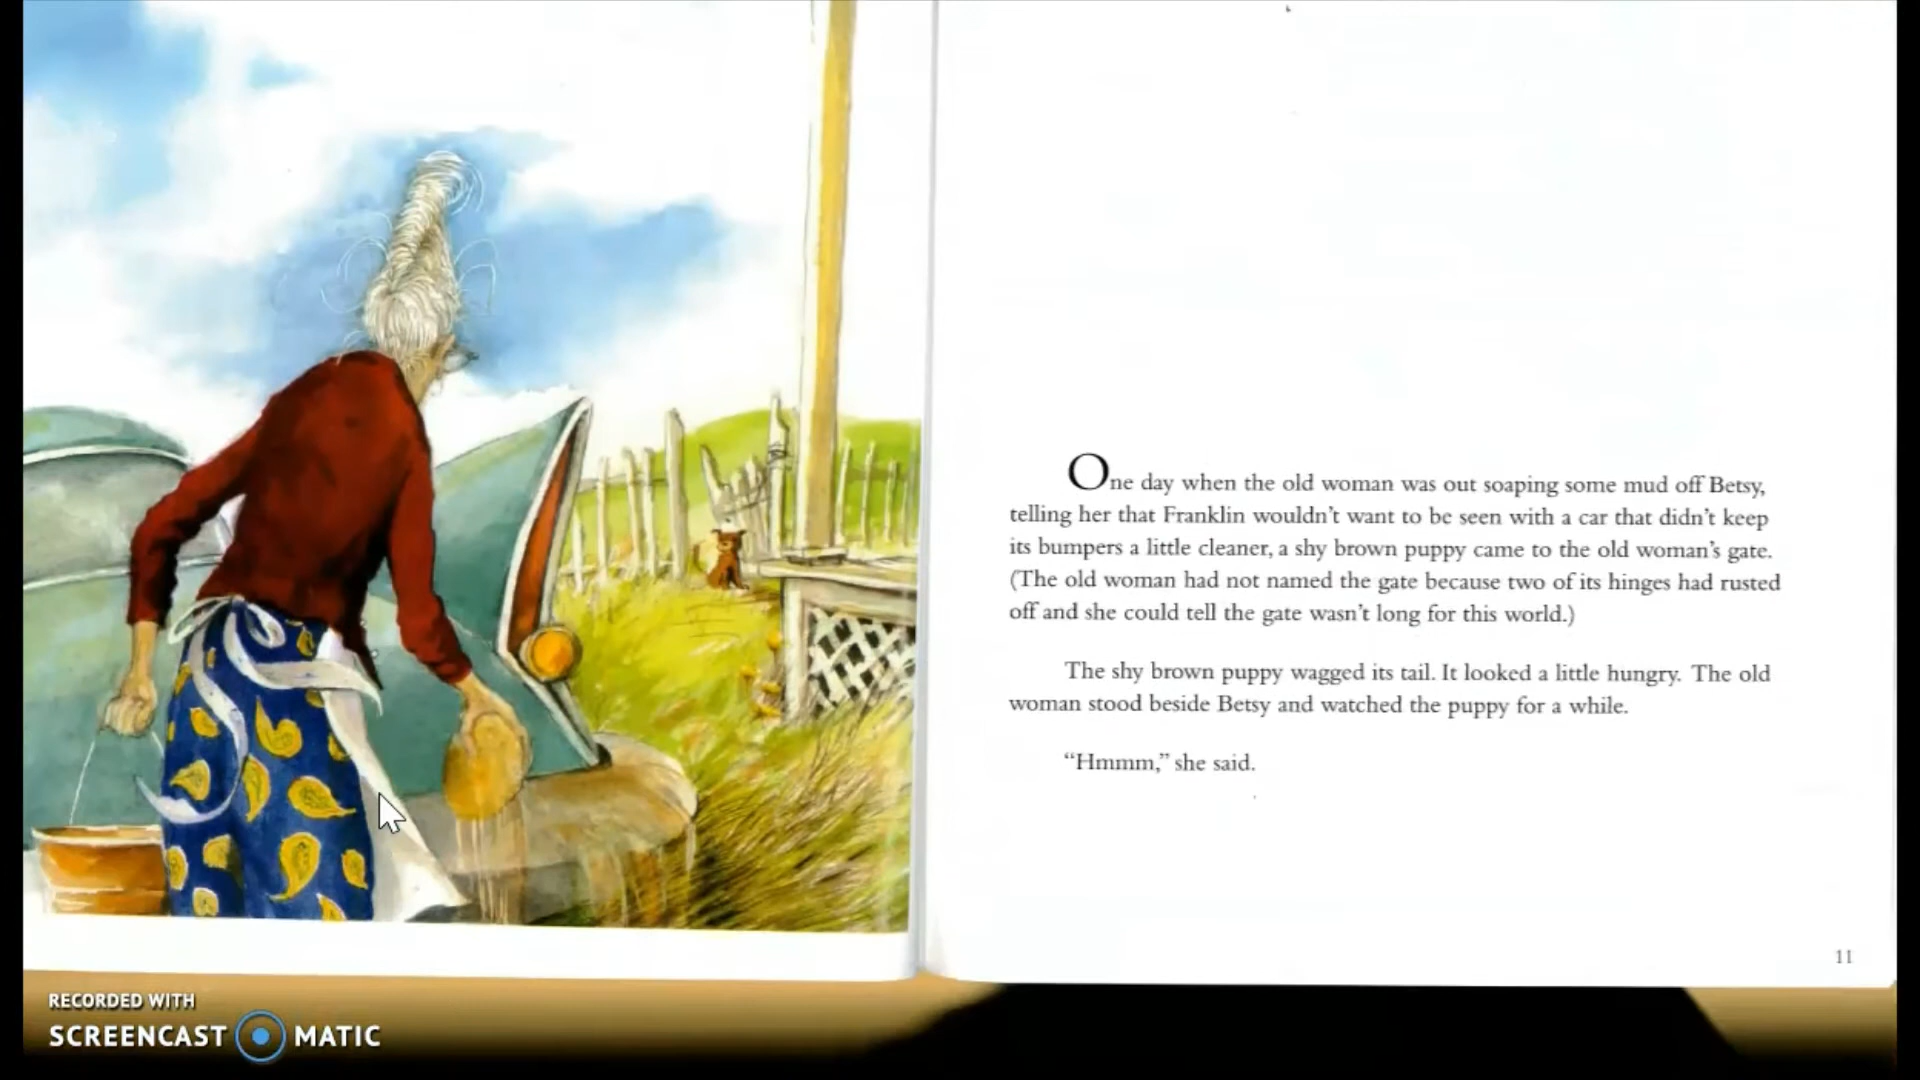 One day when the old woman was out soaping some mud off Betsy,
telling her that Franklin wouldn't want to be seen with a car that didn't keep
its bumpers a little cleaner, a shy brown puppy came to the old woman's gate.
(The old woman had not named the gate because two of its hinges had rusted
off and she could tell the gate wasn't long for this world.)
The shy brown puppy wagged its tail. It looked a little hungry. The old
woman stood beside Betsy and watched the puppy for a while.
“Hmmm,” she said.
11
RECORDED WITH
SCREENCAST MATIC